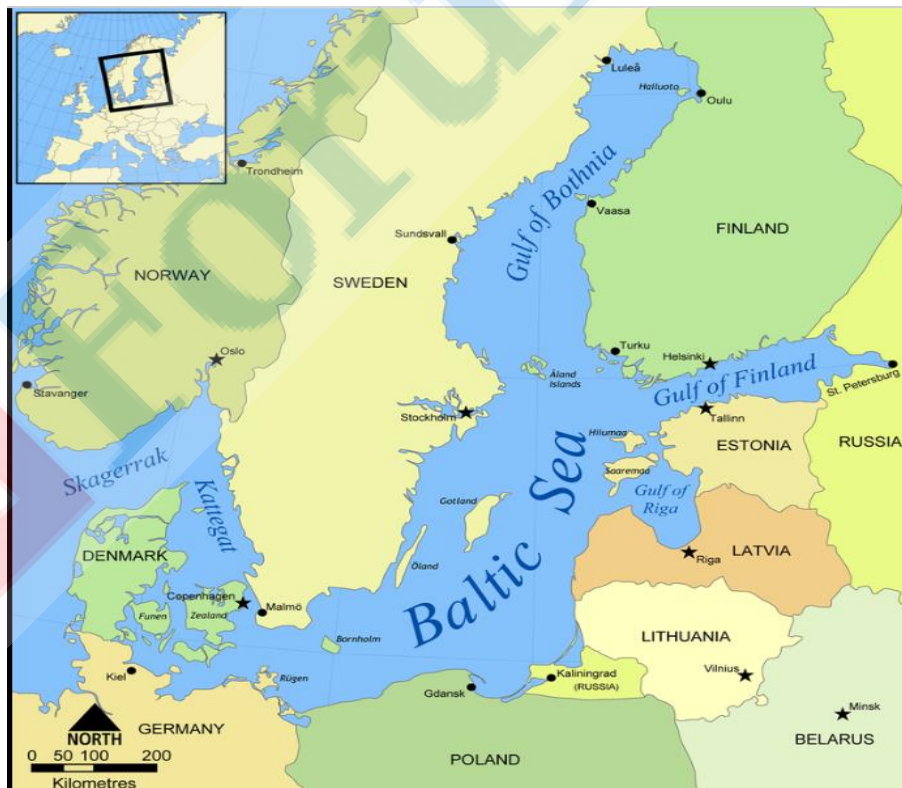 Luleå
Halluoto
Oulu
Trondheim
Gulf of Bothnia
Vaasa
FINLAND
Sundsvall
NORWAY
SWEDEN
Oslo
Turku
Helsinki
Åland
Islands
Gulf of Finland
St. Petersburg
Stavanger
Stockholm
Tallinn
Hiiumaa
ESTONIA
RUSSIA
Skagerrak
Saaremaa
Kattegat
Gotland
Baltic Sea
Gulf of
Riga
DENMARK
Öland
Riga
LATVIA
Copenhagen
Malmö
Funen
Zealand
Bornholm
LITHUANIA
Kiel
Rügen
Gdansk
Kaliningrad
(RUSSIA)
Vilnius
Minsk
NORTH
GERMANY
BELARUS
POLAND
0 50 100 200
Kilometres